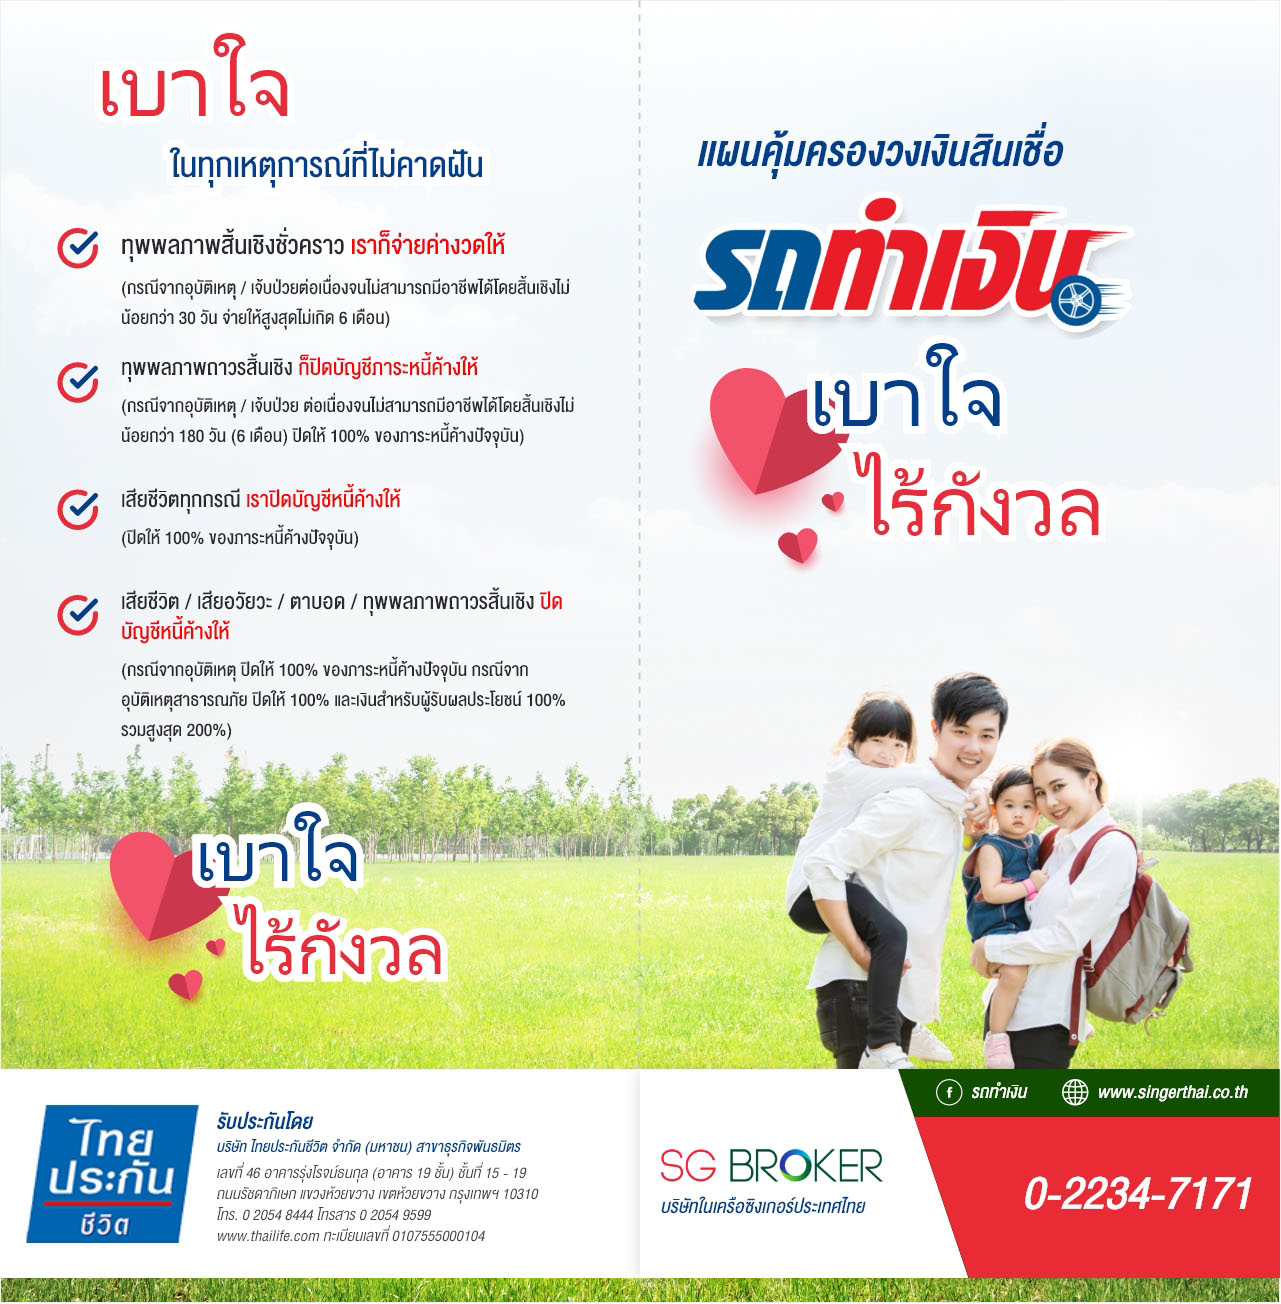 เบาใจ
ในทุกเหตุการณ์ที่ไม่คาดฝัน
ทุพพลภาพสิ้นเชิงชั่วคราว เราก็จ่ายค่างวดให้
(กรณีจากอุบัติเหตุ / เจ็บป่วยต่อเนื่องจนไม่สามารถมีอาชีพได้โดยสิ้นเชิงไม่
น้อยกว่า 30 วัน จ่ายให้สูงสุดไม่เกิด 6 เดือน)
ทุพพลภาพถาวรสิ้นเชิง ก็ปิดบัญชีภาระหนี้ค้างให้
(กรณีจากอุบัติเหตุ / เจ็บป่วย ต่อเนื่องจนไม่สามารถมีอาชีพได้โดยสิ้นเชิงไม่
น้อยกว่า 180 วัน (6 เดือน) ปิดให้ 100% ของภาระหนี้ค้างปัจจุบัน)
เสียชีวิตทุกกรณี เราปิดบัญชีหนี้ค้างให้
(ปิดให้ 100% ของภาระหนี้ค้างปัจจุบัน)
เสียชีวิต / เสียอวัยวะ / ตาบอด / ทุพพลภาพถาวรสิ้นเชิง ปิด
บัญชีหนี้ค้างให้
(กรณีจากอุบัติเหตุ ปิดให้ 100% ของภาระหนี้ค้างปัจจุบัน กรณีจาก
อุบัติเหตุสาธารณภัย ปิดให้ 100% และเงินสำหรับผู้รับผลประโยชน์ 100%
รวมสูงสุด 200%)
เบาใจ
ไร้กังวล
ไทย
ประกัน
ชีวิต
รับประกันโดย
บริษัท ไทยประกันชีวิต จำกัด (มหาชน) สาขาธุรกิจพันธมิตร
เลขที่ 46 อาคารรุ่งโรจน์ธนกุล (อาคาร 19 ชั้น) ชั้นที่ 15 - 19
ถนนรัชดาภิเษก แขวงห้วยขวาง เขตห้วยขวาง กรุงเทพฯ 10310
โทร. 0 2054 8444 โทรสาร 0 2054 9599
www.thailife.com ทะเบียนเลขที่ 0107555000104
แผนคุ้มครองวงเงินสินเชื่อ
รถทำเงิน
เบาใจ
ไร้กังวล
รถทำเงิน
www.singerthai.co.th
SG BROKER
บริษัทในเครือซิงเกอร์ประเทศไทย
0-2234-7171